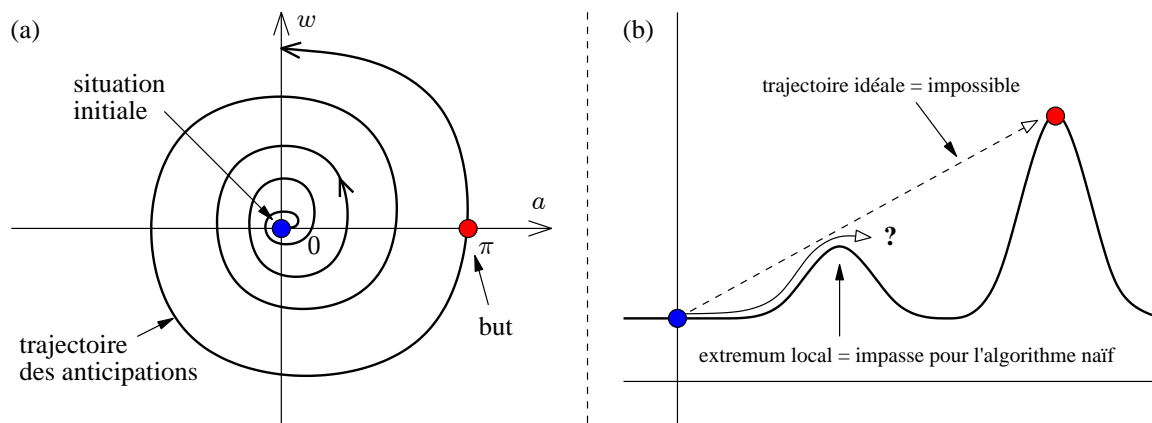 (a)
w
situation
initiale
a
0
π
but
trajectoire
des anticipations
(b)
trajectoire idéale = impossible
?
extremum local = impasse pour l'algorithme naïf